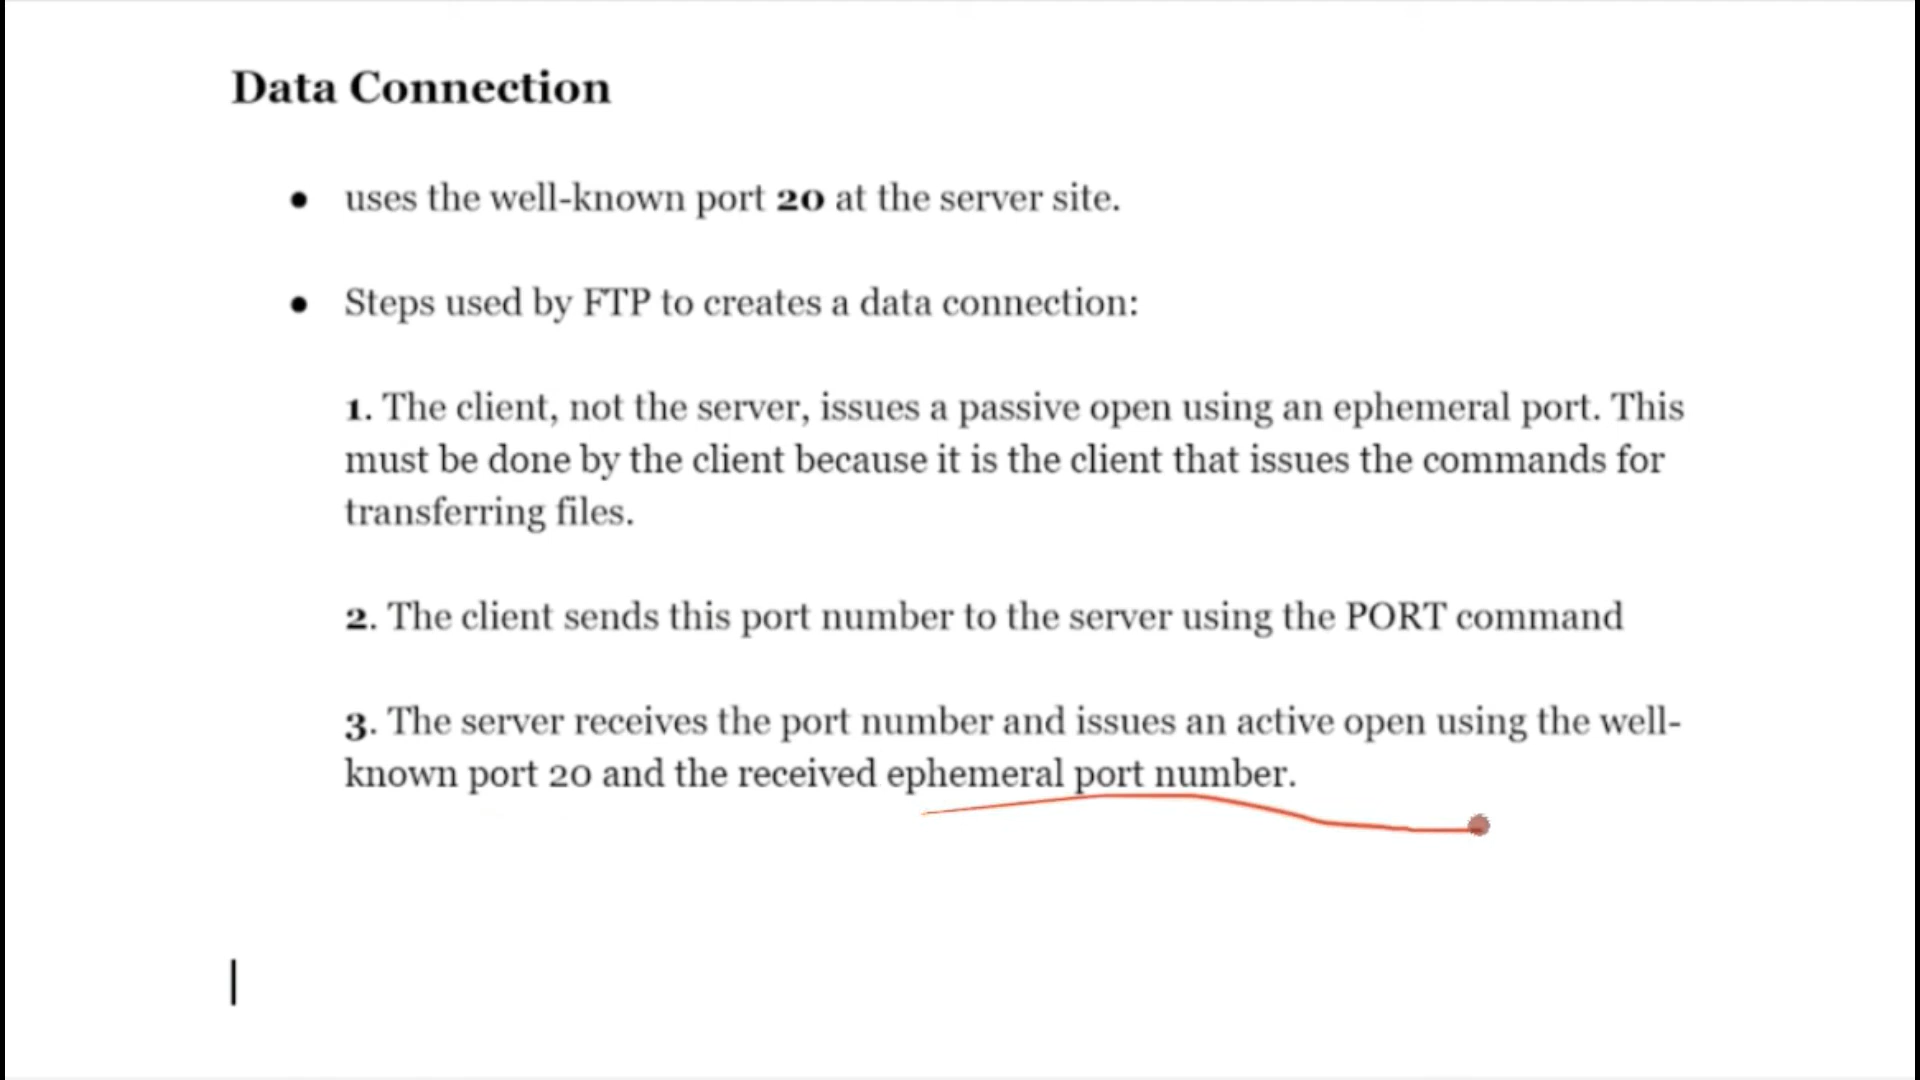 Data Connection
● uses the well-known port 20 at the server site.
● Steps used by FTP to creates a data connection:
1. The client, not the server, issues a passive open using an ephemeral port. This
must be done by the client because it is the client that issues the commands for
transferring files.
2. The client sends this port number to the server using the PORT command
3. The server receives the port number and issues an active open using the well-
known port 20 and the received ephemeral port number.